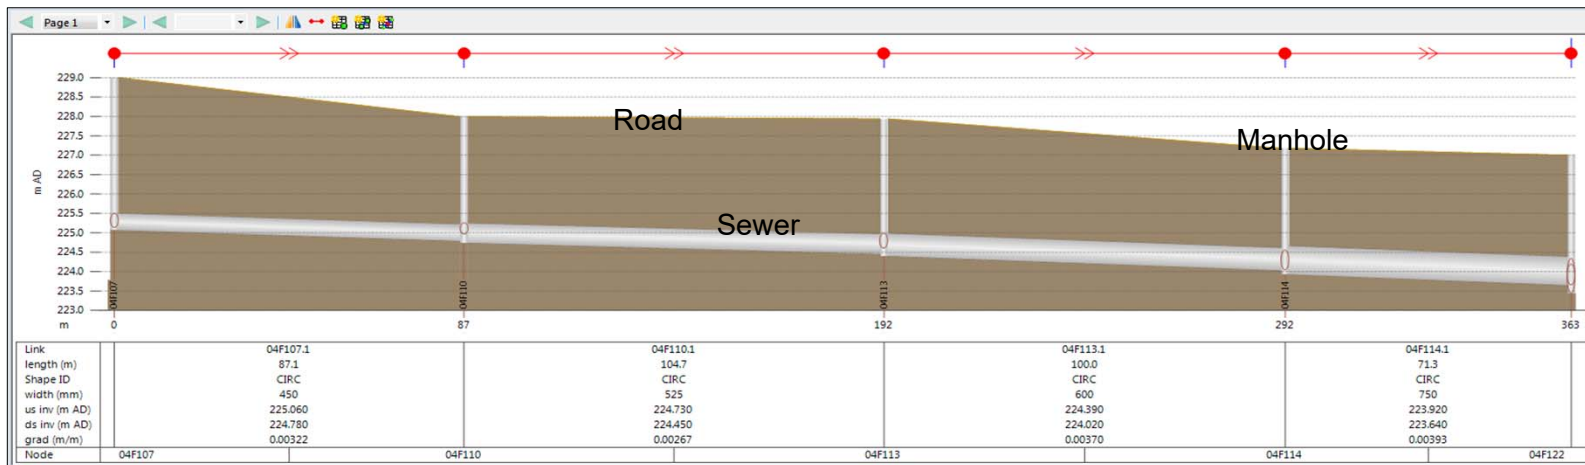 Page 1
229.0
228.5
228.0
Road
227.5
Manhole
227.0
m AD
226.5
226.0
225.5
Sewer
225.0
224.5
224.0
223.5
223.0
04F107
04F110
04F113
04F114
m 0 87 192 292 363
Link 04F107.1 04F110.1 04F113.1 04F114.1
length (m) 87.1 104.7 100.0 71.3
Shape ID CIRC CIRC CIRC CIRC
width (mm) 450 525 600 750
us inv (m AD) 225.060 224.730 224.390 223.920
ds inv (m AD) 224.780 224.450 224.020 223.640
grad (m/m) 0.00322 0.00267 0.00370 0.00393
Node 04F107 04F110 04F113 04F114 04F122